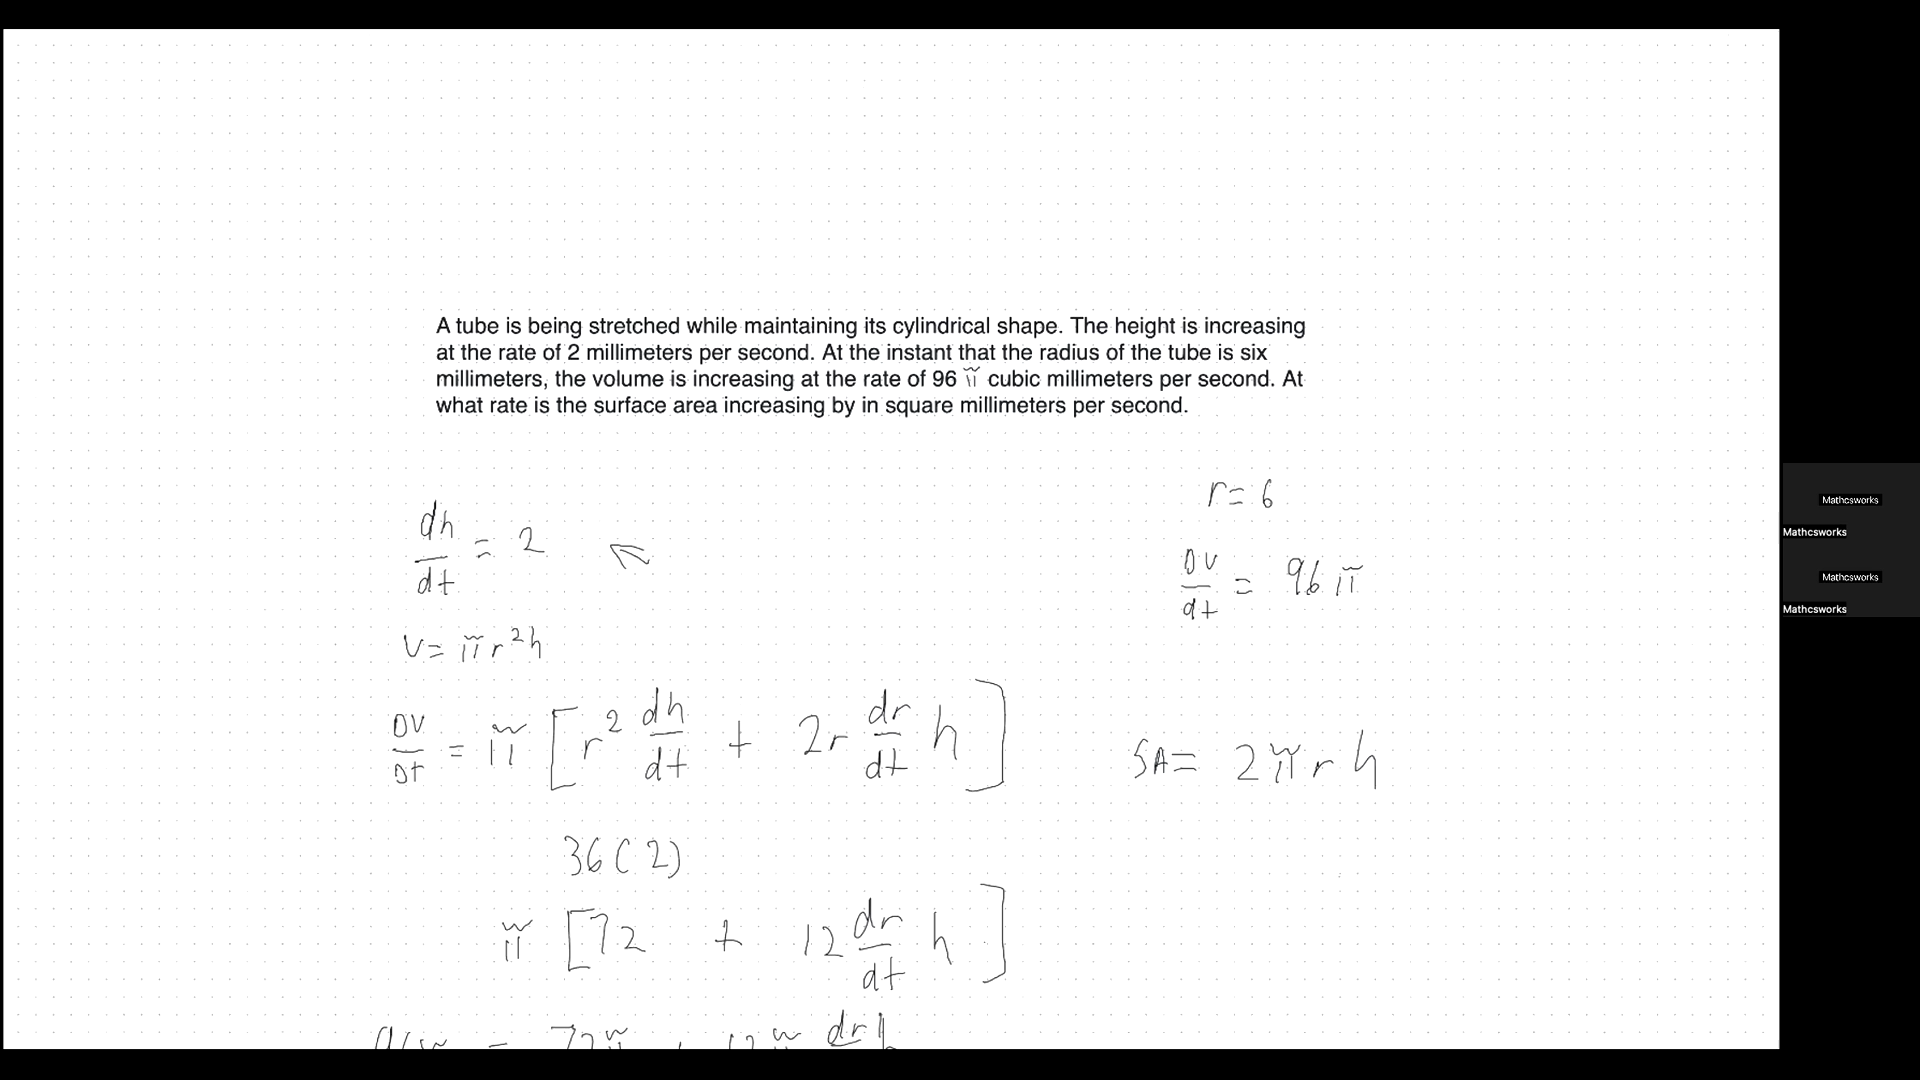 A tube is being stretched while maintaining its cylindrical shape. The height is increasing
at the rate of 2 millimeters per second. At the instant that the radius of the tube is six
millimeters, the volume is increasing at the rate of 96 π cubic millimeters per second. At
what rate is the surface area increasing by in square millimeters per second.
r = 6
dh/dt = 2
DV/dt = 96π
V = πr²h
DV/DT = π [r² dh/dt + 2r dr/dt h]
SA = 2πrh
36(2)
π [72 + 12 dr/dt h]
Mathcsworks
Mathcsworks
Mathcsworks
Mathcsworks